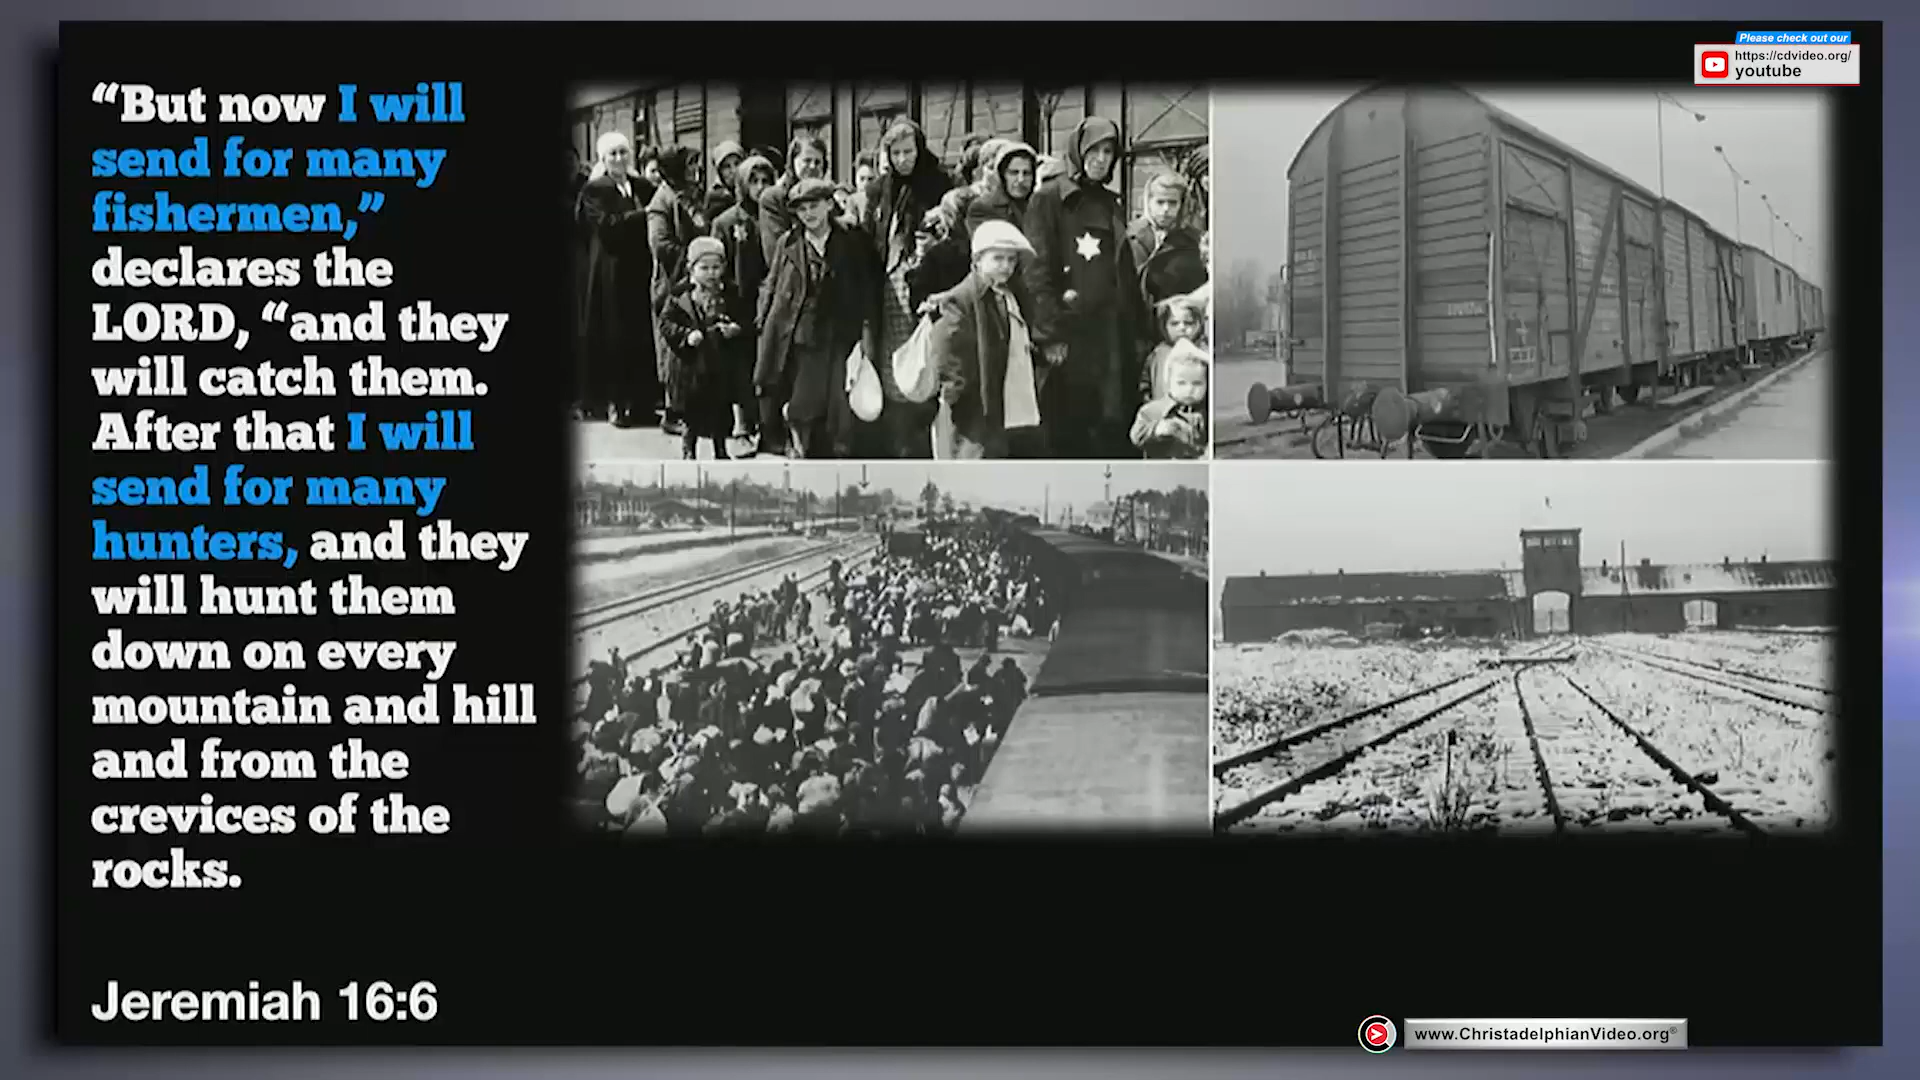 “But now I will
send for many
fishermen,”
declares the
LORD, “and they
will catch them.
After that I will
send for many
hunters, and they
will hunt them
down on every
mountain and hill
and from the
crevices of the
rocks.
Jeremiah 16:6
Please check out our
https://cdvideo.org/
youtube
www.ChristadelphianVideo.org®